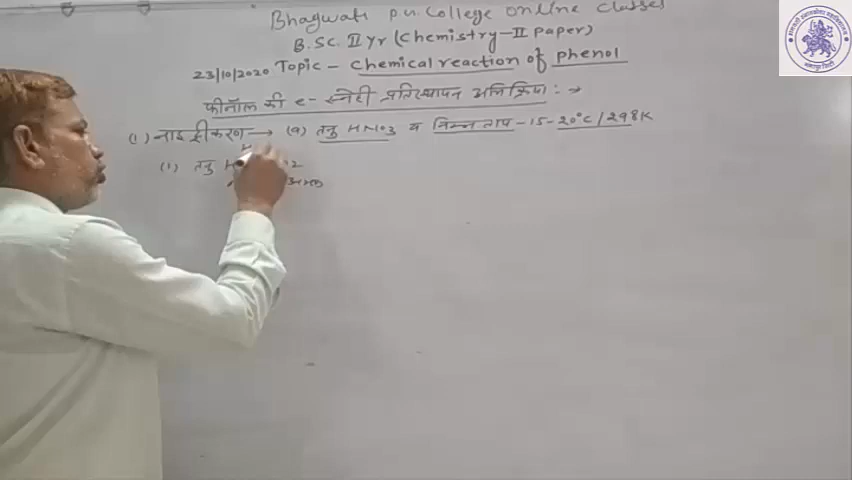 Bhagwati P.G. College online classes
B.SC. II Yr (Chemistry-II Paper)
23/10/2020 Topic - Chemical reaction of phenol
फीनॉल की e- स्नेही प्रतिस्थापन अभिक्रिया :→
(1) नाइट्रीकरण → (a) तनु HNO3 व निम्न ताप -15-20°C/298K
(1) तनु